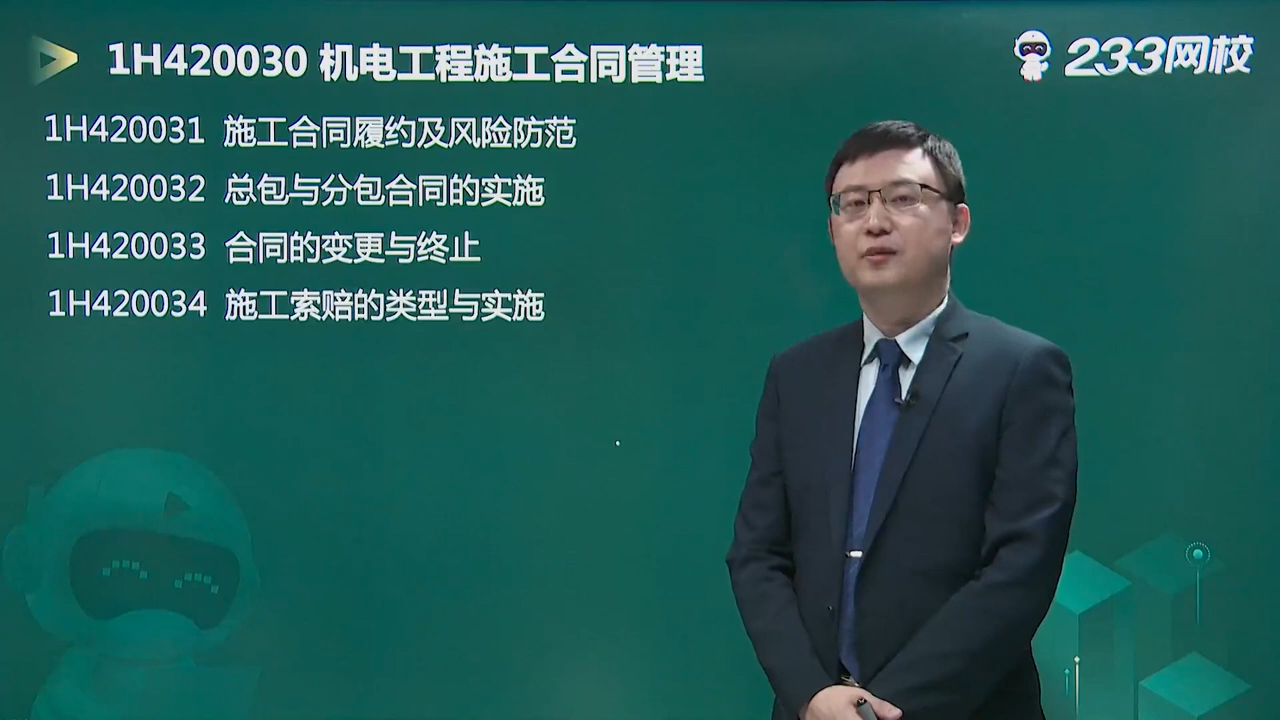 1H420030 机电工程施工合同管理
233网校
1H420031 施工合同履约及风险防范
1H420032 总包与分包合同的实施
1H420033 合同的变更与终止
1H420034 施工索赔的类型与实施